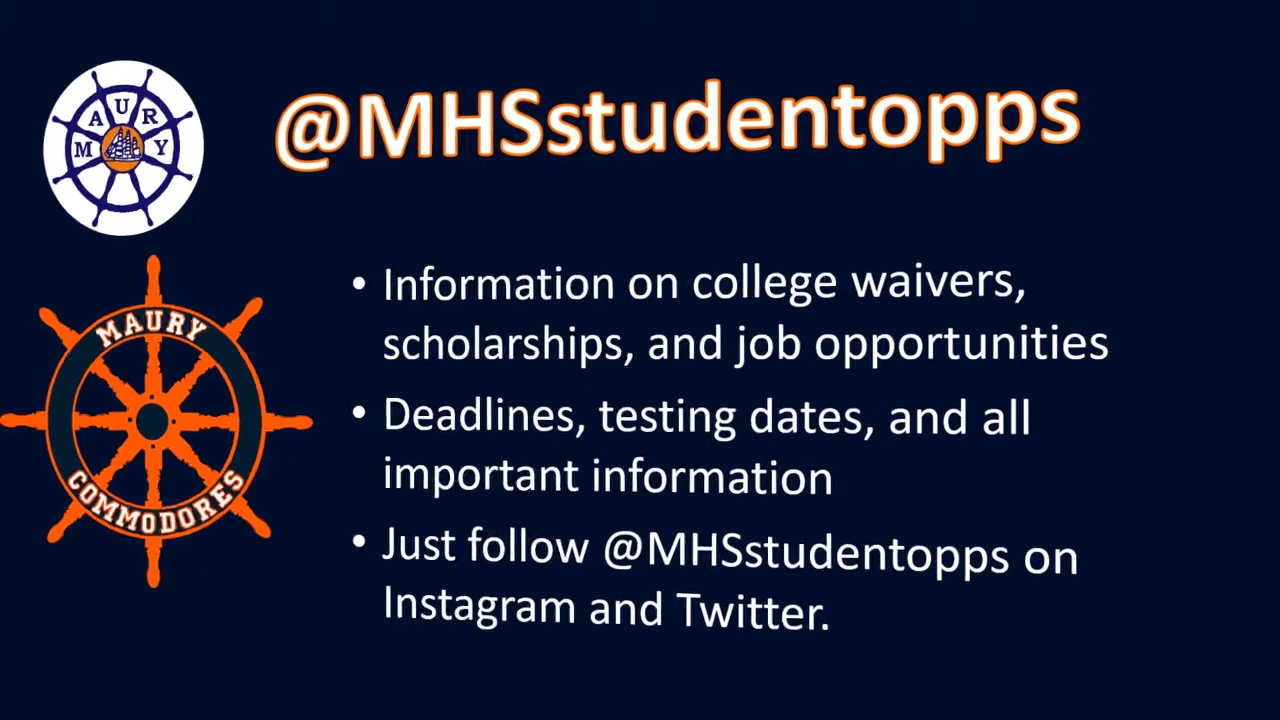 MAURY
@MHSstudentopps
MAURY
COMMODORES
• Information on college waivers,
scholarships, and job opportunities
• Deadlines, testing dates, and all
important information
• Just follow @MHSstudentopps on
Instagram and Twitter.